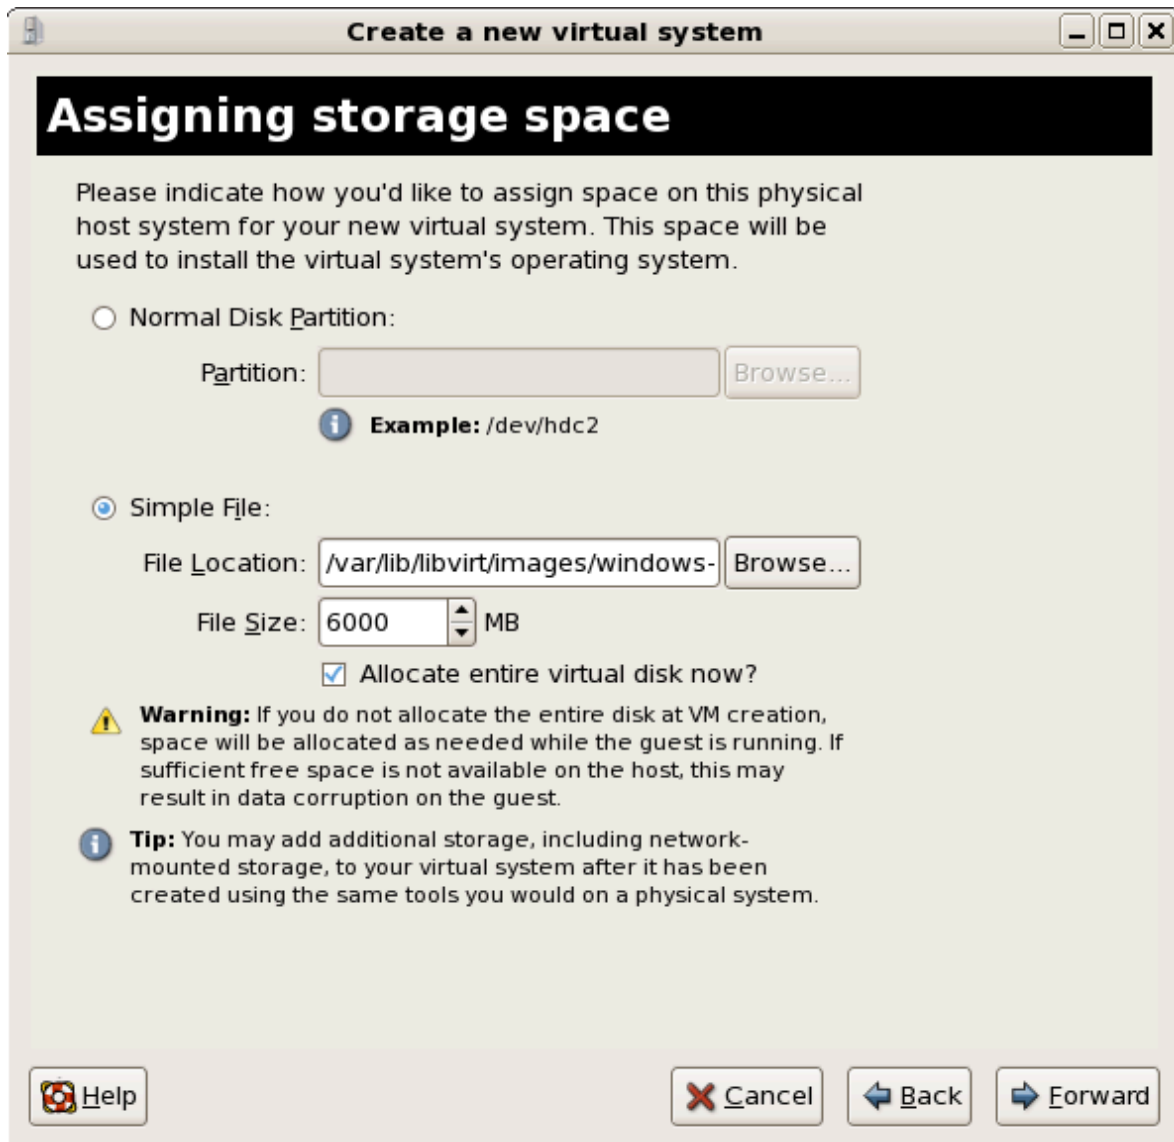 Create a new virtual system
Assigning storage space
Please indicate how you'd like to assign space on this physical
host system for your new virtual system. This space will be
used to install the virtual system's operating system.
Normal Disk Partition:
Partition: Browse...
Example: /dev/hdc2
Simple File:
File Location: /var/lib/libvirt/images/windows- Browse...
File Size: 6000 MB
Allocate entire virtual disk now?
Warning: If you do not allocate the entire disk at VM creation,
space will be allocated as needed while the guest is running. If
sufficient free space is not available on the host, this may
result in data corruption on the guest.
Tip: You may add additional storage, including network-
mounted storage, to your virtual system after it has been
created using the same tools you would on a physical system.
Help Cancel Back Forward